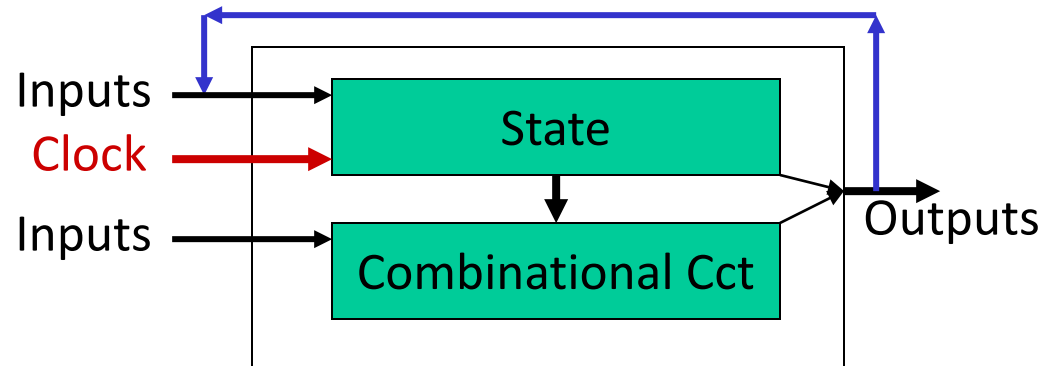 Inputs
State
Clock
Inputs
Outputs
Combinational Cct